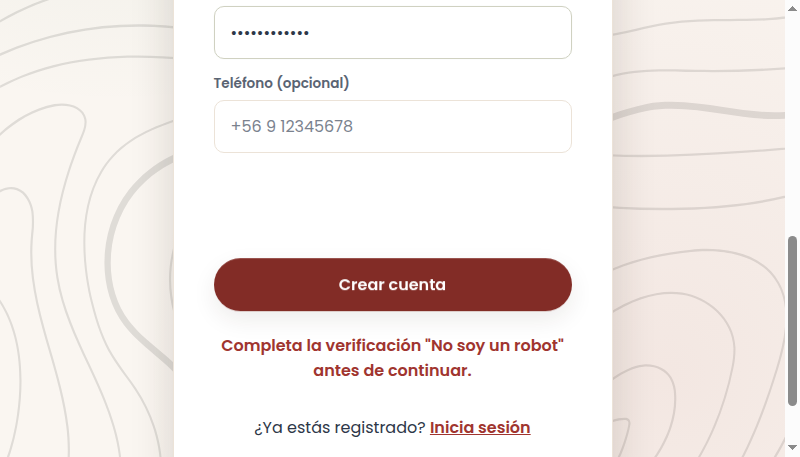 ••••••••••••
Teléfono (opcional)
+56 9 12345678
Crear cuenta
Completa la verificación "No soy un robot"
antes de continuar.
¿Ya estás registrado? Inicia sesión